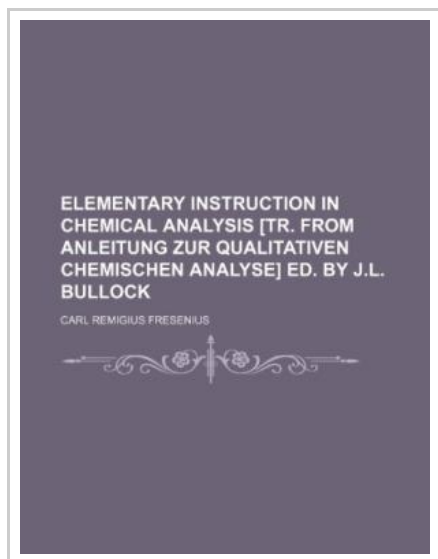 ELEMENTARY INSTRUCTION IN
CHEMICAL ANALYSIS [TR. FROM
ANLEITUNG ZUR QUALITATIVEN
CHEMISCHEN ANALYSE] ED. BY J.L.
BULLOCK
CARL REMIGIUS FRESENIUS